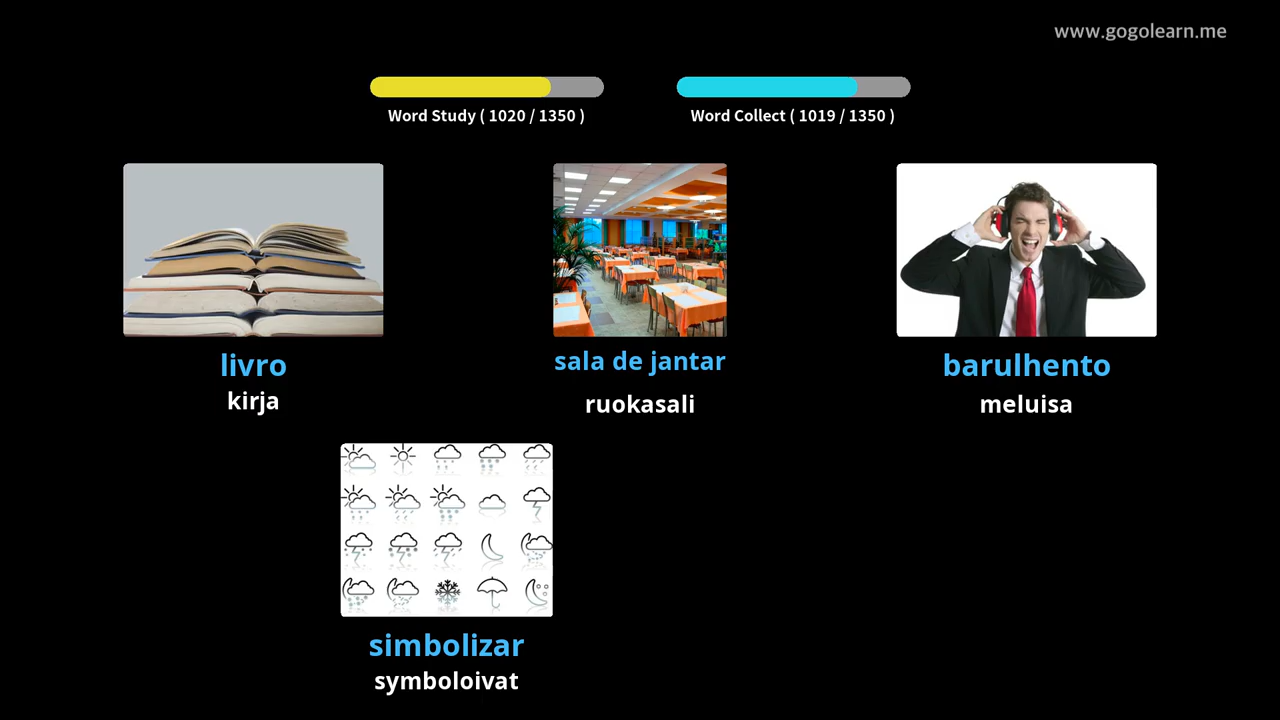 www.gogolearn.me
Word Study ( 1020 / 1350 )
Word Collect ( 1019 / 1350 )
livro
kirja
sala de jantar
ruokasali
barulhento
meluisa
simbolizar
symboloivat